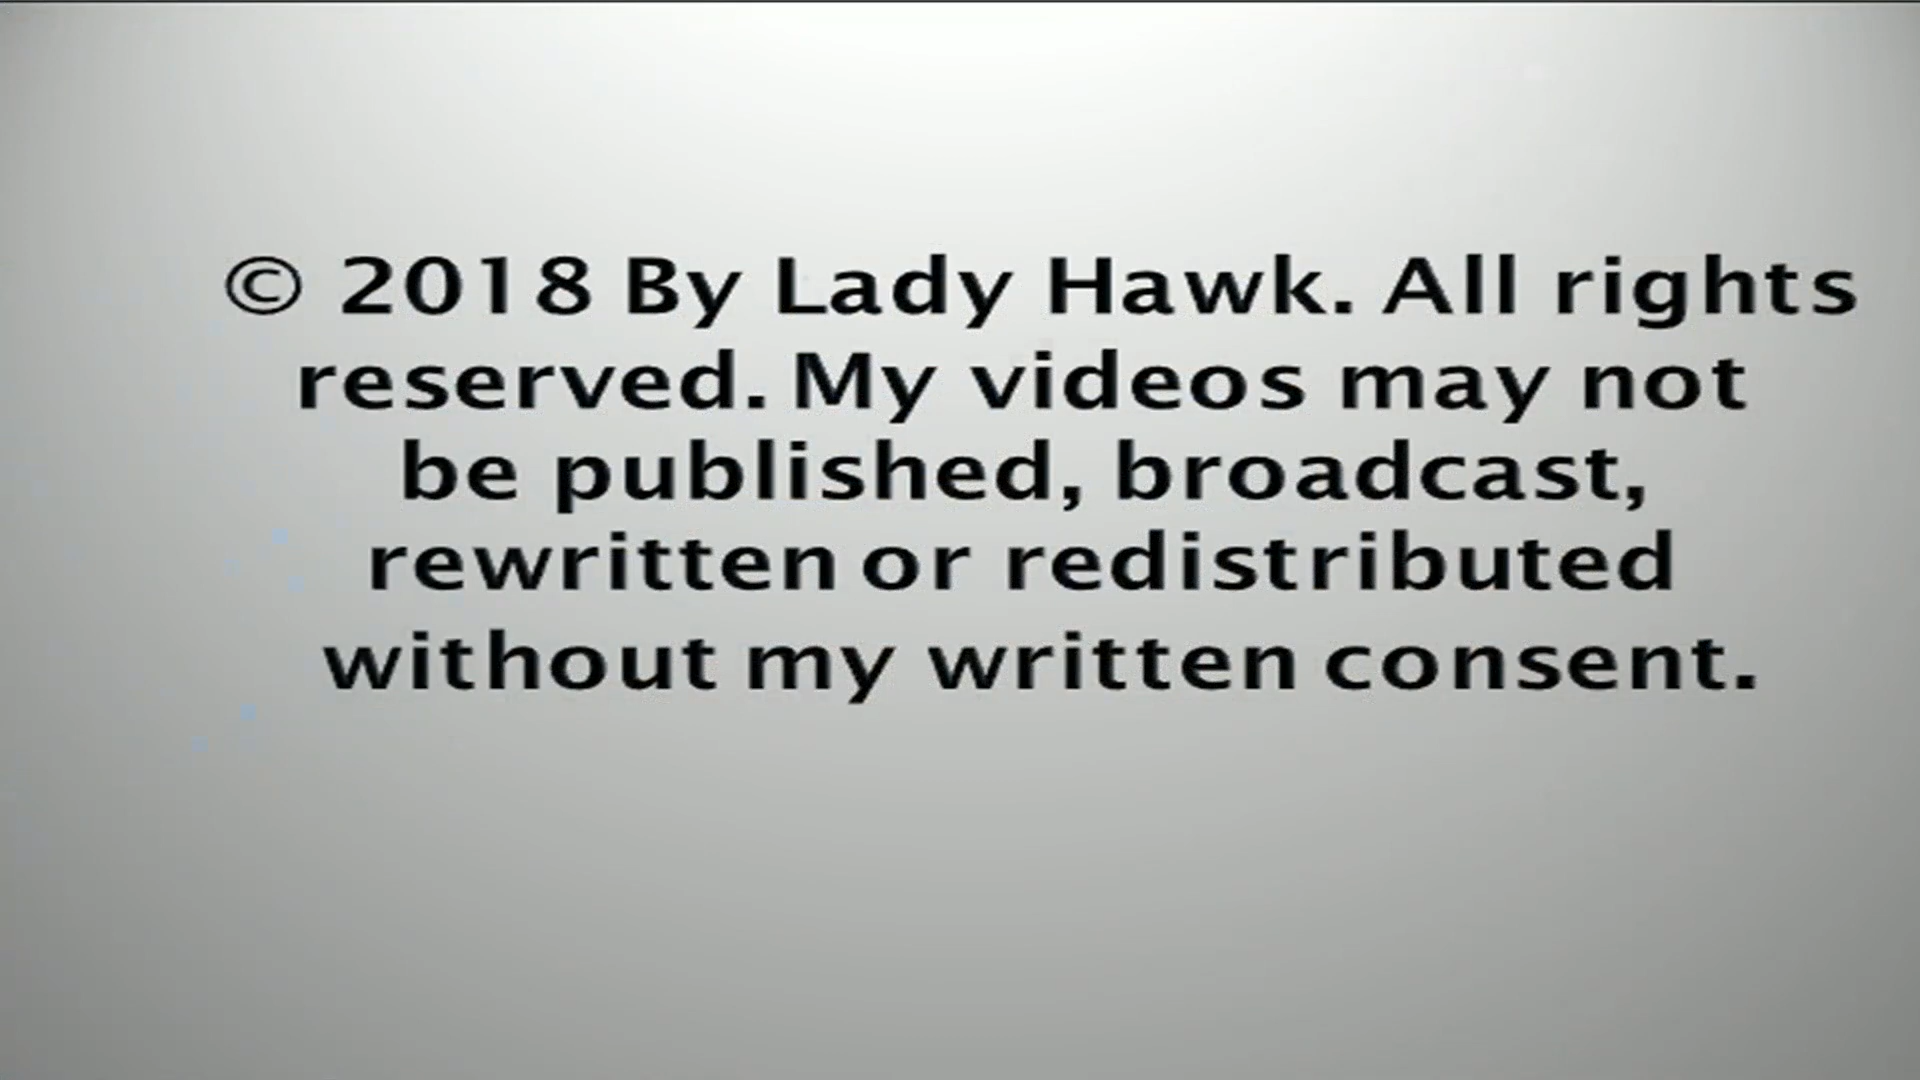 © 2018 By Lady Hawk. All rights
reserved. My videos may not
be published, broadcast,
rewritten or redistributed
without my written consent.